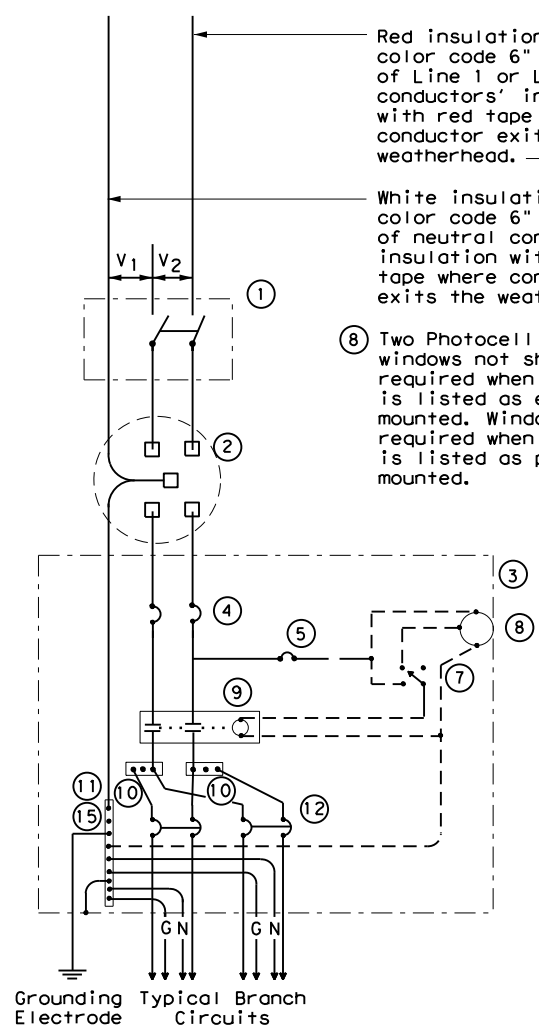 Red insulation
color code 6"
of Line 1 or L
conductors' in
with red tape
conductor exit
weatherhead.
White insulati
color code 6"
of neutral con
insulation wit
tape where con
exits the weat
V1 V2
1
8 Two Photocell
windows not sh
required when
is listed as e
mounted. Windo
required when
is listed as p
mounted.
2
3
4
5
8
7
9
11
10
10
12
15
G N
G N
Grounding
Electrode
Typical Branch
Circuits